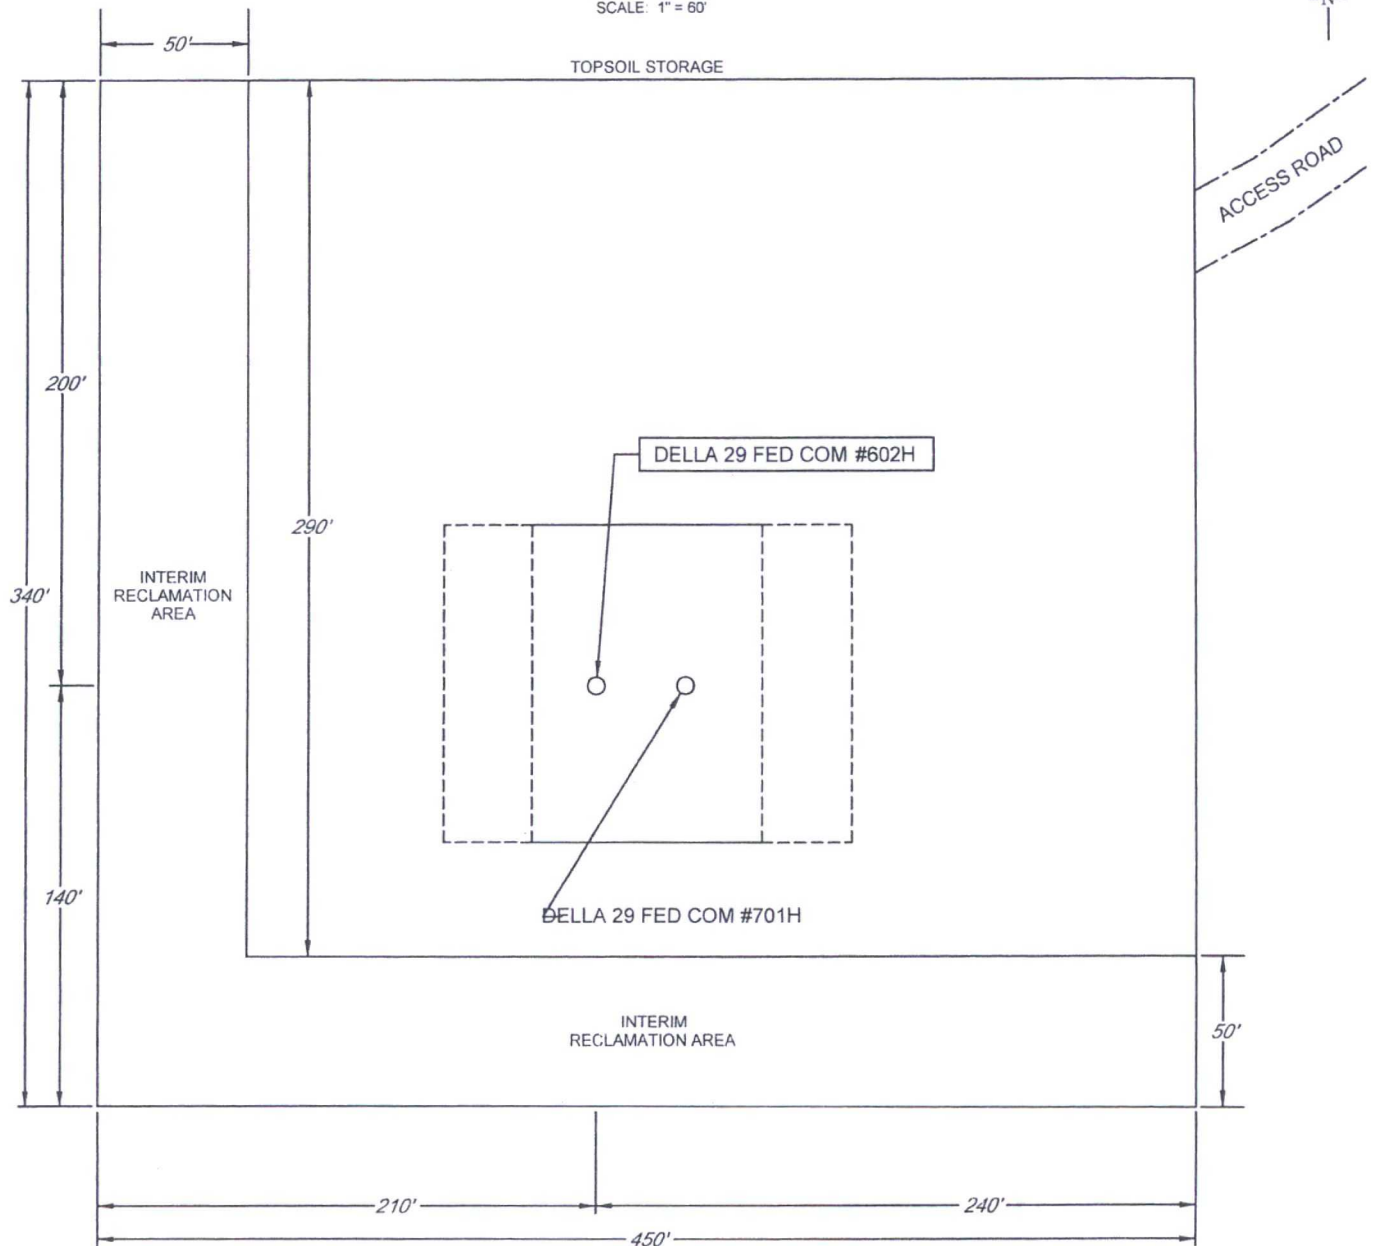 SCALE: 1" = 60'
N
50'
TOPSOIL STORAGE
ACCESS ROAD
200'
DELLA 29 FED COM #602H
290'
340'
INTERIM
RECLAMATION
AREA
140'
DELLA 29 FED COM #701H
INTERIM
RECLAMATION AREA
50'
210'
240'
450'